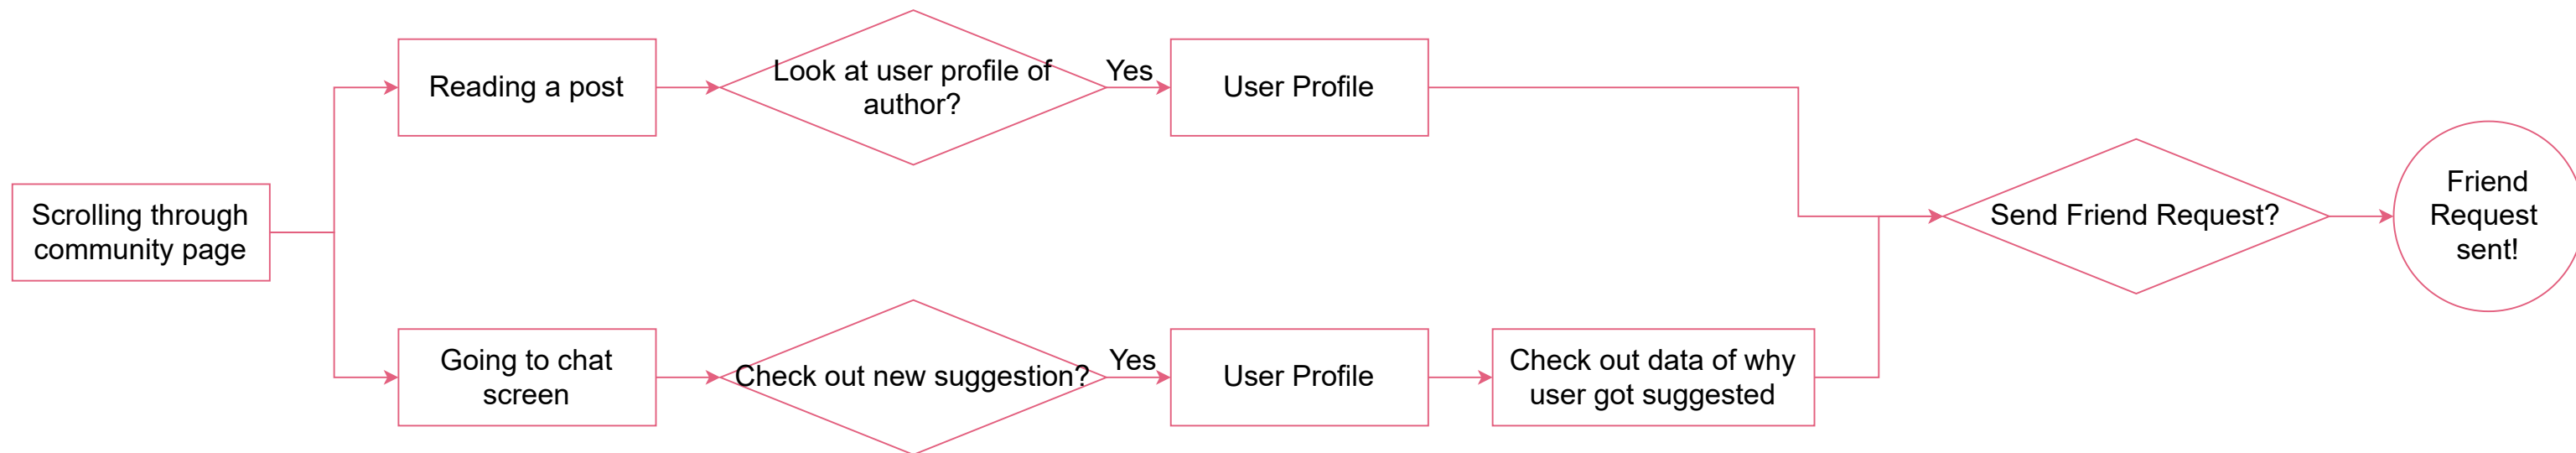 Scrolling through
community page
Reading a post
Look at user profile of
author?
Yes
User Profile
Going to chat
screen
Check out new suggestion?
Yes
User Profile
Check out data of why
user got suggested
Send Friend Request?
Friend
Request
sent!